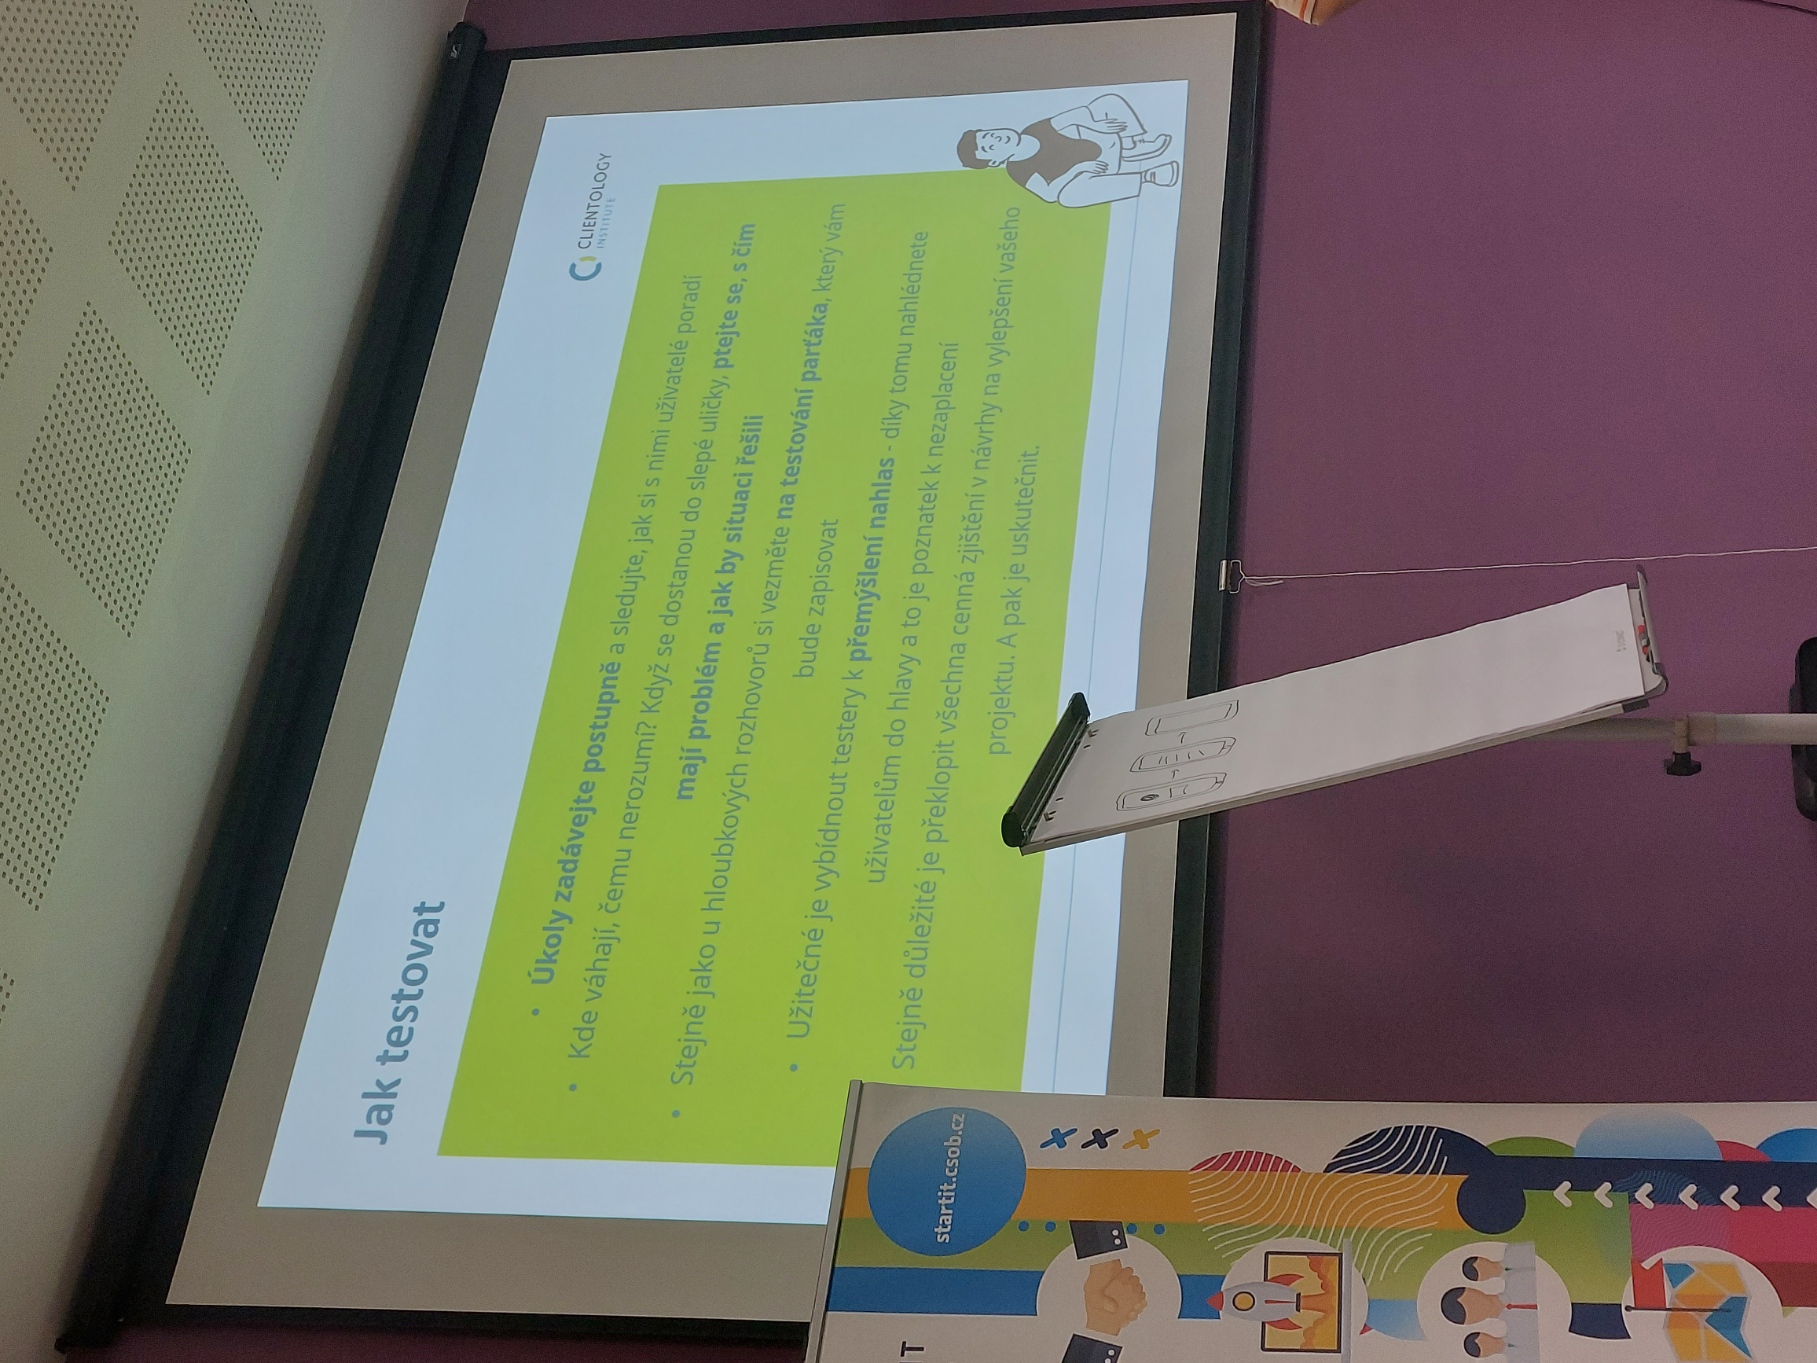 Jak testovat
CLIENTOLOGY
INSTITUTE
• Úkoly zadávejte postupně a sledujte, jak si s nimi uživatelé poradí
• Kde váhají, čemu nerozumí? Když se dostanou do slepé uličky, ptejte se, s čím
mají problém a jak by situaci řešili
• Stejně jako u hloubkových rozhovorů si vezměte na testování parťáka, který vám
bude zapisovat
• Užitečné je vybídnout testery k přemýšlení nahlas - díky tomu nahlédnete
uživatelům do hlavy a to je poznatek k nezaplacení
Stejně důležité je překlopit všechna cenná zjištění v návrhy na vylepšení vašeho
projektu. A pak je uskutečnit.
startit.csob.cz